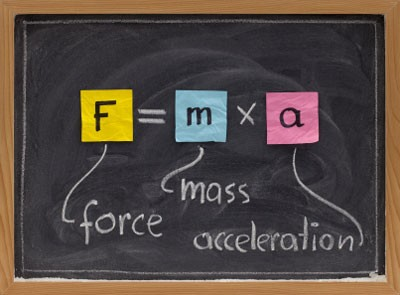 F = m × a
mass
force
acceleration